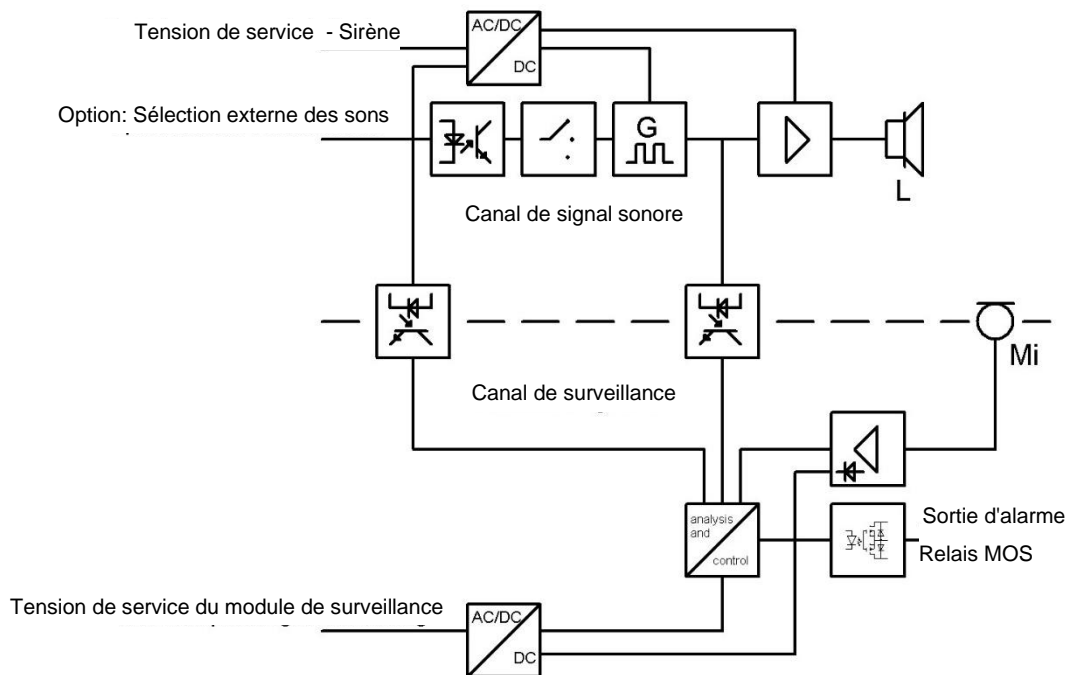 Tension de service - Sirène
AC/DC
DC
Option: Sélection externe des sons
G
L
Canal de signal sonore
Mi
Canal de surveillance
analysis
and
control
Sortie d'alarme
Relais MOS
Tension de service du module de surveillance
AC/DC
DC